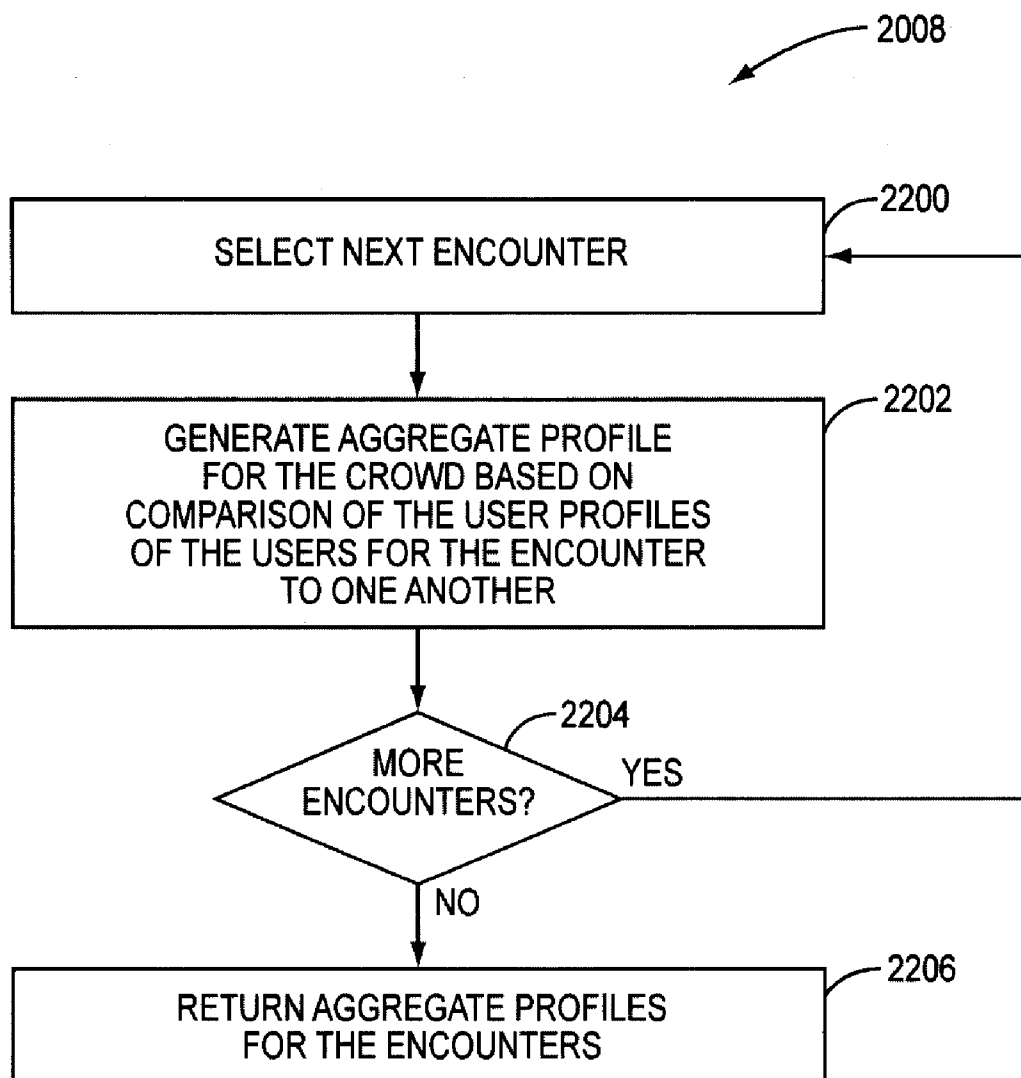 2008
2200
SELECT NEXT ENCOUNTER
2202
GENERATE AGGREGATE PROFILE
FOR THE CROWD BASED ON
COMPARISON OF THE USER PROFILES
OF THE USERS FOR THE ENCOUNTER
TO ONE ANOTHER
2204
MORE
ENCOUNTERS?
YES
NO
2206
RETURN AGGREGATE PROFILES
FOR THE ENCOUNTERS